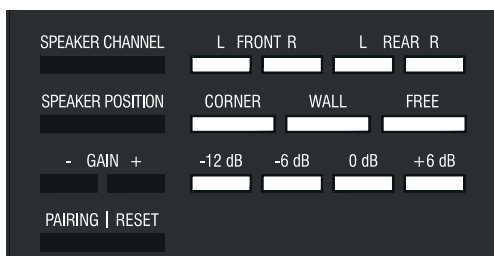 SPEAKER CHANNEL L FRONT R L REAR R
SPEAKER POSITION CORNER WALL FREE
- GAIN + -12 dB -6 dB 0 dB +6 dB
PAIRING | RESET